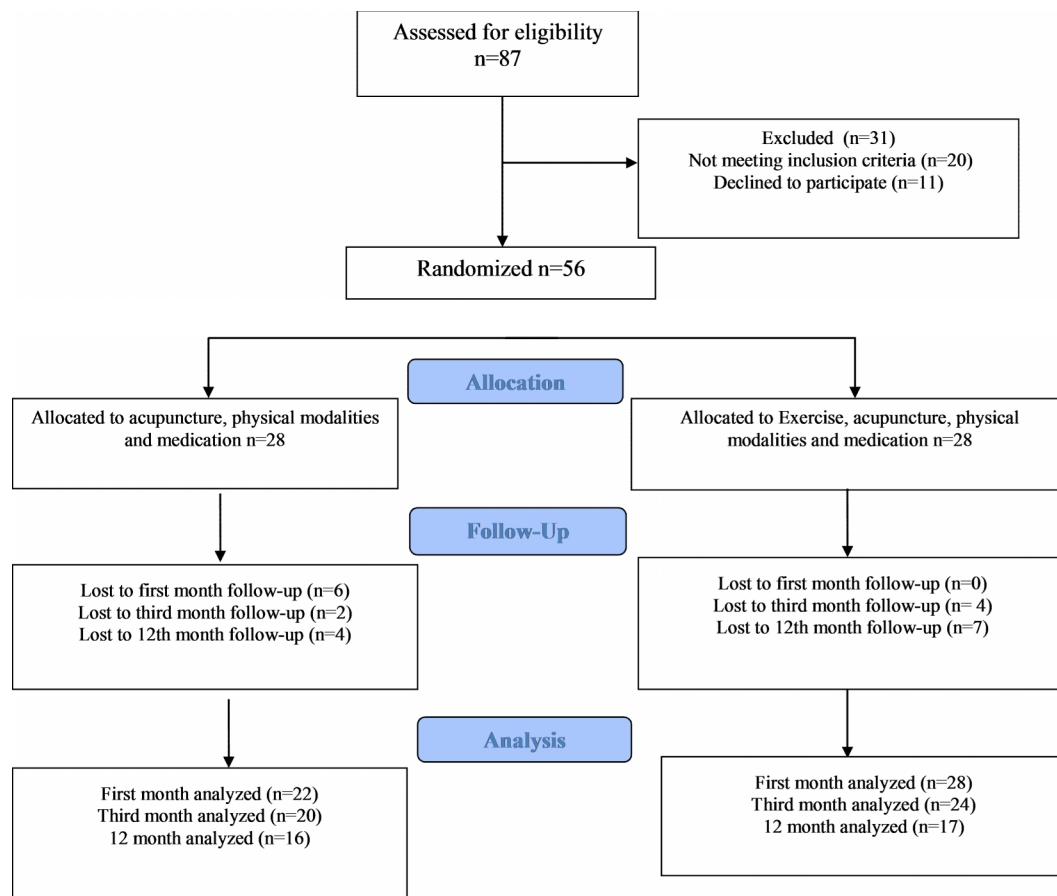 Assessed for eligibility
n=87
Excluded (n=31)
Not meeting inclusion criteria (n=20)
Declined to participate (n=11)
Randomized n=56
Allocation
Allocated to acupuncture, physical modalities
and medication n=28
Allocated to Exercise, acupuncture, physical
modalities and medication n=28
Follow-Up
Lost to first month follow-up (n=6)
Lost to third month follow-up (n=2)
Lost to 12th month follow-up (n=4)
Lost to first month follow-up (n=0)
Lost to third month follow-up (n= 4)
Lost to 12th month follow-up (n=7)
Analysis
First month analyzed (n=22)
Third month analyzed (n=20)
12 month analyzed (n=16)
First month analyzed (n=28)
Third month analyzed (n=24)
12 month analyzed (n=17)